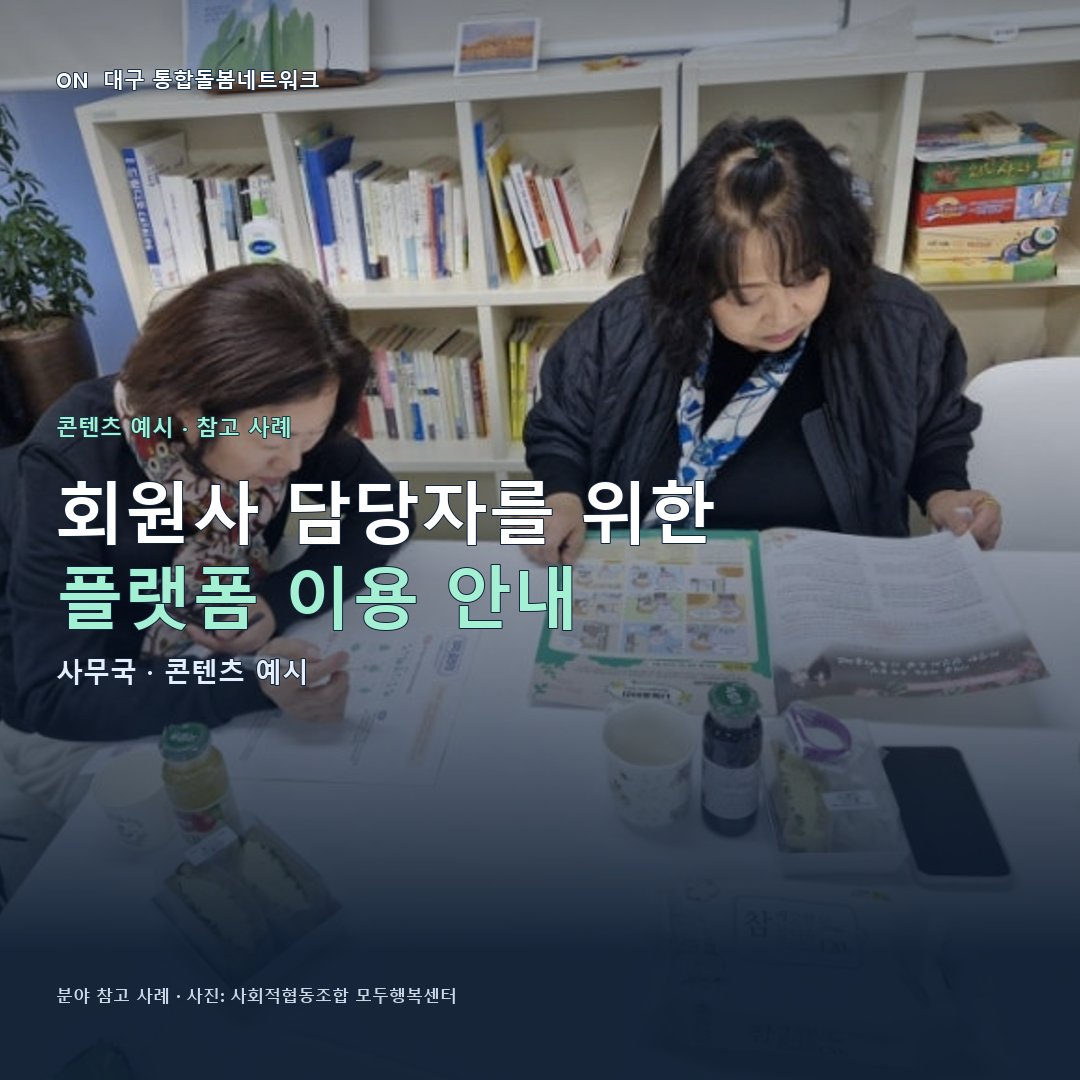 ON 대구 통합돌봄네트워크
콘텐츠 예시 · 참고 사례
회원사 담당자를 위한
플랫폼 이용 안내
사무국 · 콘텐츠 예시
분야 참고 사례 · 사진: 사회적협동조합 모두행복센터